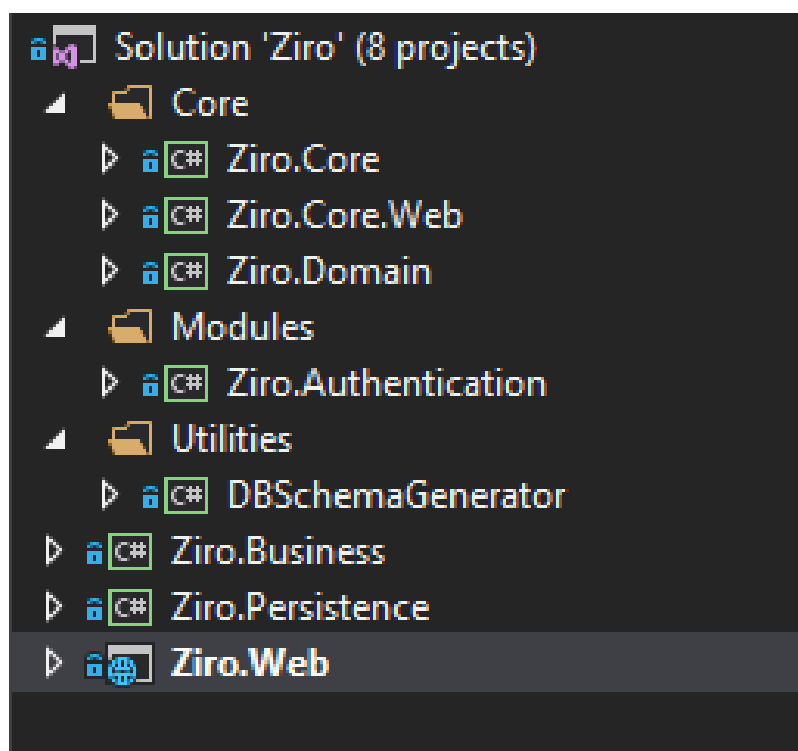 Solution 'Ziro' (8 projects)
Core
C# Ziro.Core
C# Ziro.Core.Web
C# Ziro.Domain
Modules
C# Ziro.Authentication
Utilities
C# DBSchemaGenerator
C# Ziro.Business
C# Ziro.Persistence
Ziro.Web